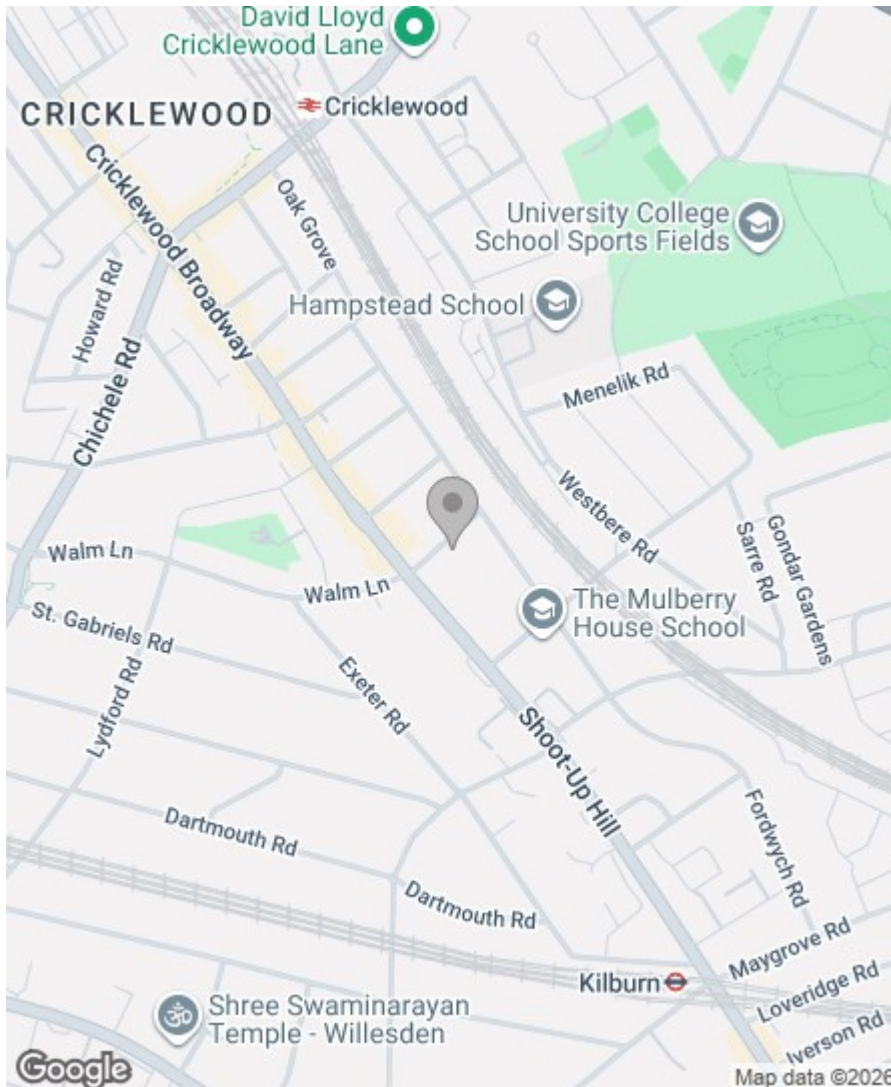 David Lloyd
Cricklewood Lane
CRICKLEWOOD
Cricklewood
Cricklewood Broadway
Oak Grove
University College
School Sports Fields
Howard Rd
Hampstead School
Chichele Rd
Menelik Rd
Westbere Rd
Sarre Rd
Gondar Gardens
Walm Ln
Walm Ln
The Mulberry
House School
St. Gabriels Rd
Lydford Rd
Exeter Rd
Shoot-Up Hill
Dartmouth Rd
Fordwych Rd
Dartmouth Rd
Maygrove Rd
Kilburn
Loveridge Rd
Shree Swaminarayan
Temple - Willesden
Iverson Rd
Google
Map data ©2026